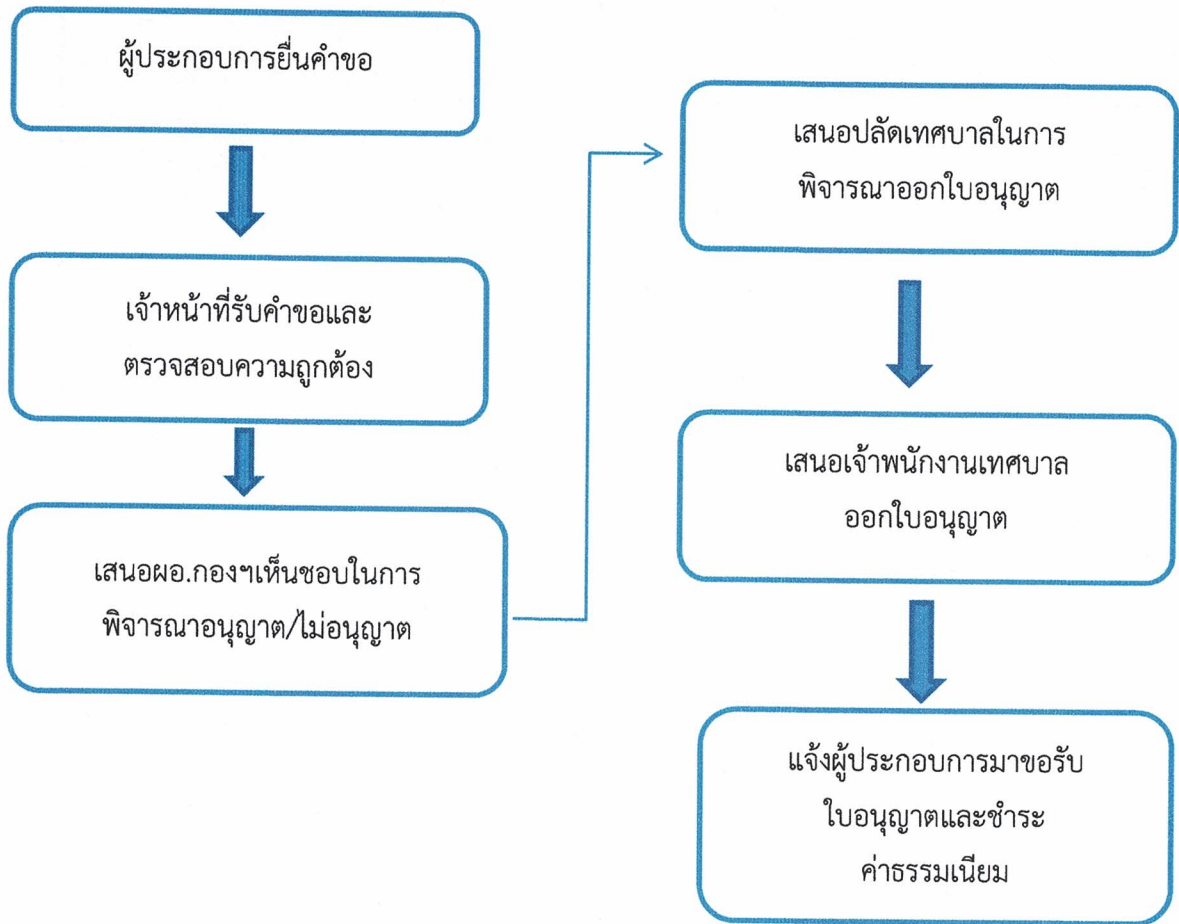 ผู้ประกอบการยื่นคำขอ
เจ้าหน้าที่รับคำขอและ
ตรวจสอบความถูกต้อง
เสนอผอ.กองฯเห็นชอบในการ
พิจารณาอนุญาต/ไม่อนุญาต
เสนอปลัดเทศบาลในการ
พิจารณาออกใบอนุญาต
เสนอเจ้าพนักงานเทศบาล
ออกใบอนุญาต
แจ้งผู้ประกอบการมาขอรับ
ใบอนุญาตและชำระ
ค่าธรรมเนียม